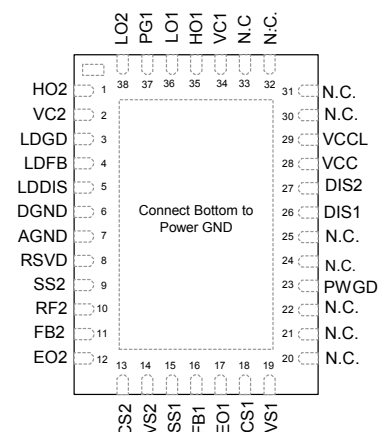 LO2 PG1 LO1 HO1 VC1 N.C N:C.
38 37 36 35 34 33 32
HO2 1
VC2 2
LDGD 3
LDFB 4
LDDIS 5
DGND 6
AGND 7
RSVD 8
SS2 9
RF2 10
FB2 11
EO2 12
Connect Bottom to
Power GND
31 N.C.
30 N.C.
29 VCCL
28 VCC
27 DIS2
26 DIS1
25 N.C.
24 N.C.
23 PWGD
22 N.C.
21 N.C.
20 N.C.
13 14 15 16 17 18 19
CS2 VS2 SS1 FB1 EO1 CS1 VS1